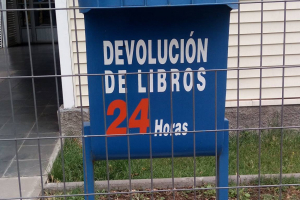 DEVOLUCIÓN
DE LIBROS
24 Horas